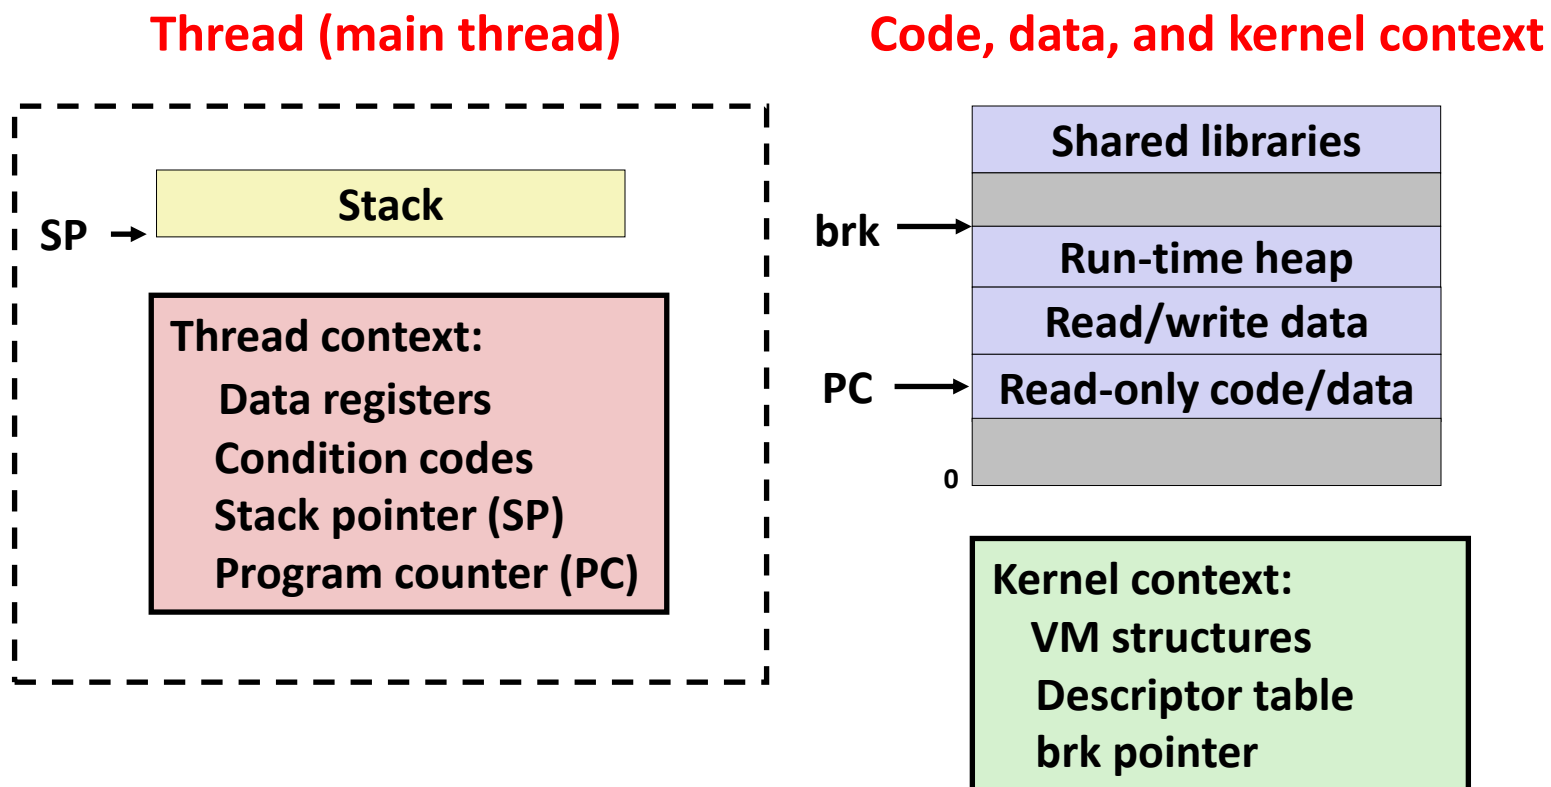 Thread (main thread)
Stack
SP
Thread context:
Data registers
Condition codes
Stack pointer (SP)
Program counter (PC)
Code, data, and kernel context
Shared libraries
brk
Run-time heap
Read/write data
PC
Read-only code/data
0
Kernel context:
VM structures
Descriptor table
brk pointer